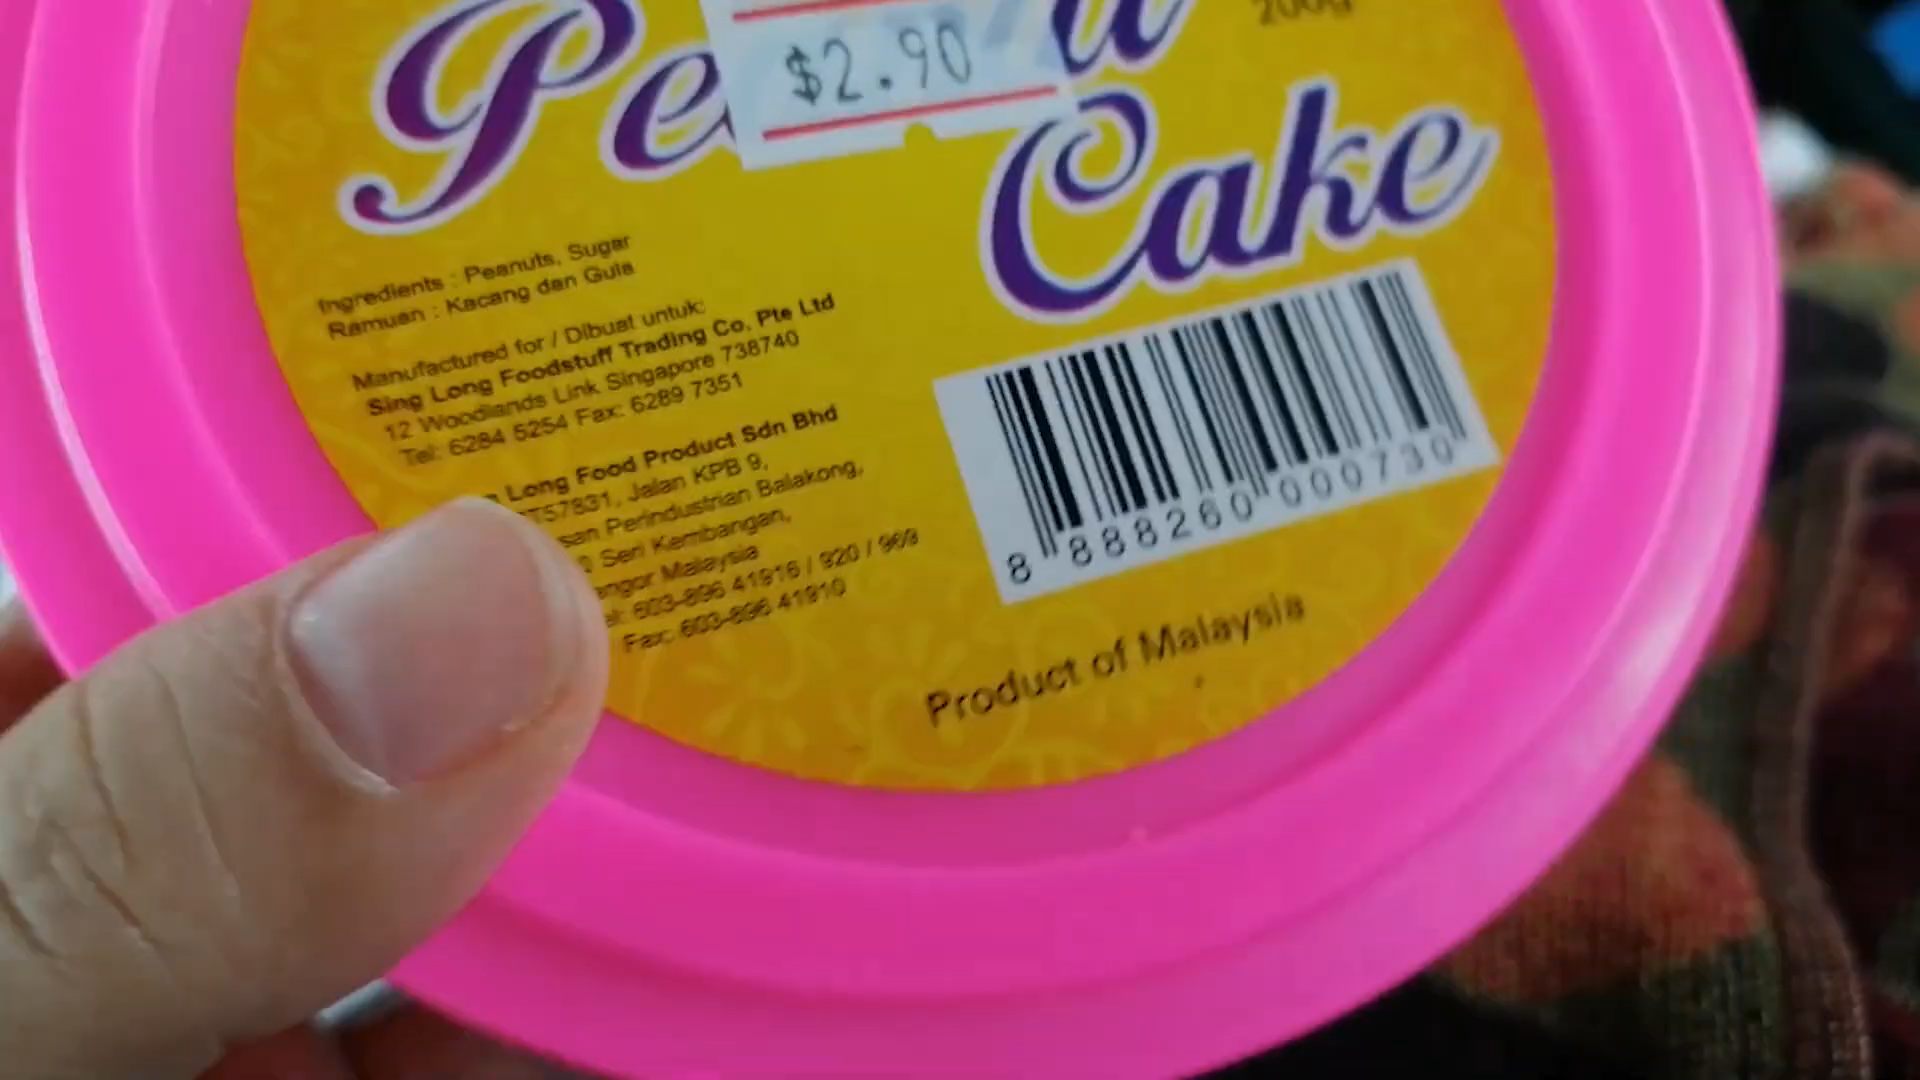 200g
$2.90
Cake
Ingredients : Peanuts, Sugar
Ramuan : Kacang dan Gula
Manufactured for / Dibuat untuk:
Sing Long Foodstuff Trading Co. Pte Ltd
12 Woodlands Link Singapore 738740
Tel: 6284 5254 Fax: 6289 7351
Long Food Product Sdn Bhd
T57831, Jalan KPB 9,
Perindustrian Balakong,
Seri Kembangan,
Malaysia
603-896 41916 / 920 / 969
Fax: 603-896 41910
8 888260 000730
Product of Malaysia